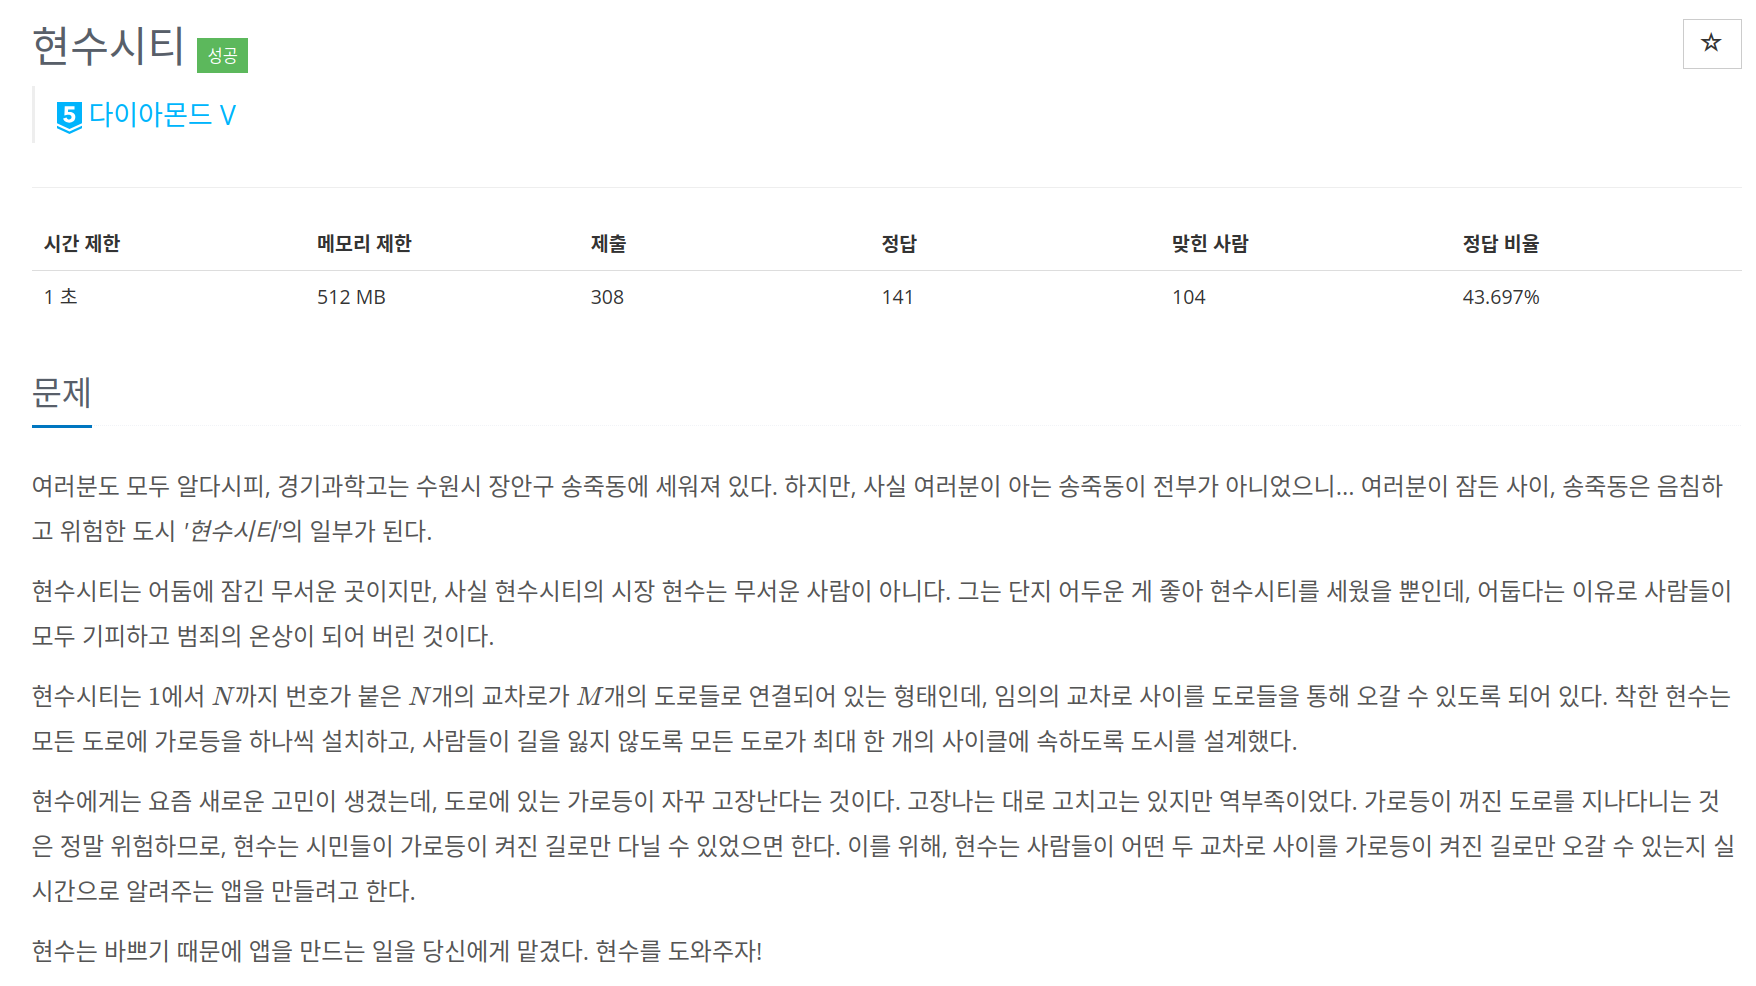 현수시티 성공
☆
5 다이아몬드 V
시간 제한 메모리 제한 제출 정답 맞힌 사람 정답 비율
1 초 512 MB 308 141 104 43.697%
문제
여러분도 모두 알다시피, 경기과학고는 수원시 장안구 송죽동에 세워져 있다. 하지만, 사실 여러분이 아는 송죽동이 전부가 아니었으니... 여러분이 잠든 사이, 송죽동은 음침하
고 위험한 도시 '현수시티'의 일부가 된다.
현수시티는 어둠에 잠긴 무서운 곳이지만, 사실 현수시티의 시장 현수는 무서운 사람이 아니다. 그는 단지 어두운 게 좋아 현수시티를 세웠을 뿐인데, 어둡다는 이유로 사람들이
모두 기피하고 범죄의 온상이 되어 버린 것이다.
현수시티는 1에서 N까지 번호가 붙은 N개의 교차로가 M개의 도로들로 연결되어 있는 형태인데, 임의의 교차로 사이를 도로들을 통해 오갈 수 있도록 되어 있다. 착한 현수는
모든 도로에 가로등을 하나씩 설치하고, 사람들이 길을 잃지 않도록 모든 도로가 최대 한 개의 사이클에 속하도록 도시를 설계했다.
현수에게는 요즘 새로운 고민이 생겼는데, 도로에 있는 가로등이 자꾸 고장난다는 것이다. 고장나는 대로 고치고는 있지만 역부족이었다. 가로등이 꺼진 도로를 지나다니는 것
은 정말 위험하므로, 현수는 시민들이 가로등이 켜진 길로만 다닐 수 있었으면 한다. 이를 위해, 현수는 사람들이 어떤 두 교차로 사이를 가로등이 켜진 길로만 오갈 수 있는지 실
시간으로 알려주는 앱을 만들려고 한다.
현수는 바쁘기 때문에 앱을 만드는 일을 당신에게 맡겼다. 현수를 도와주자!